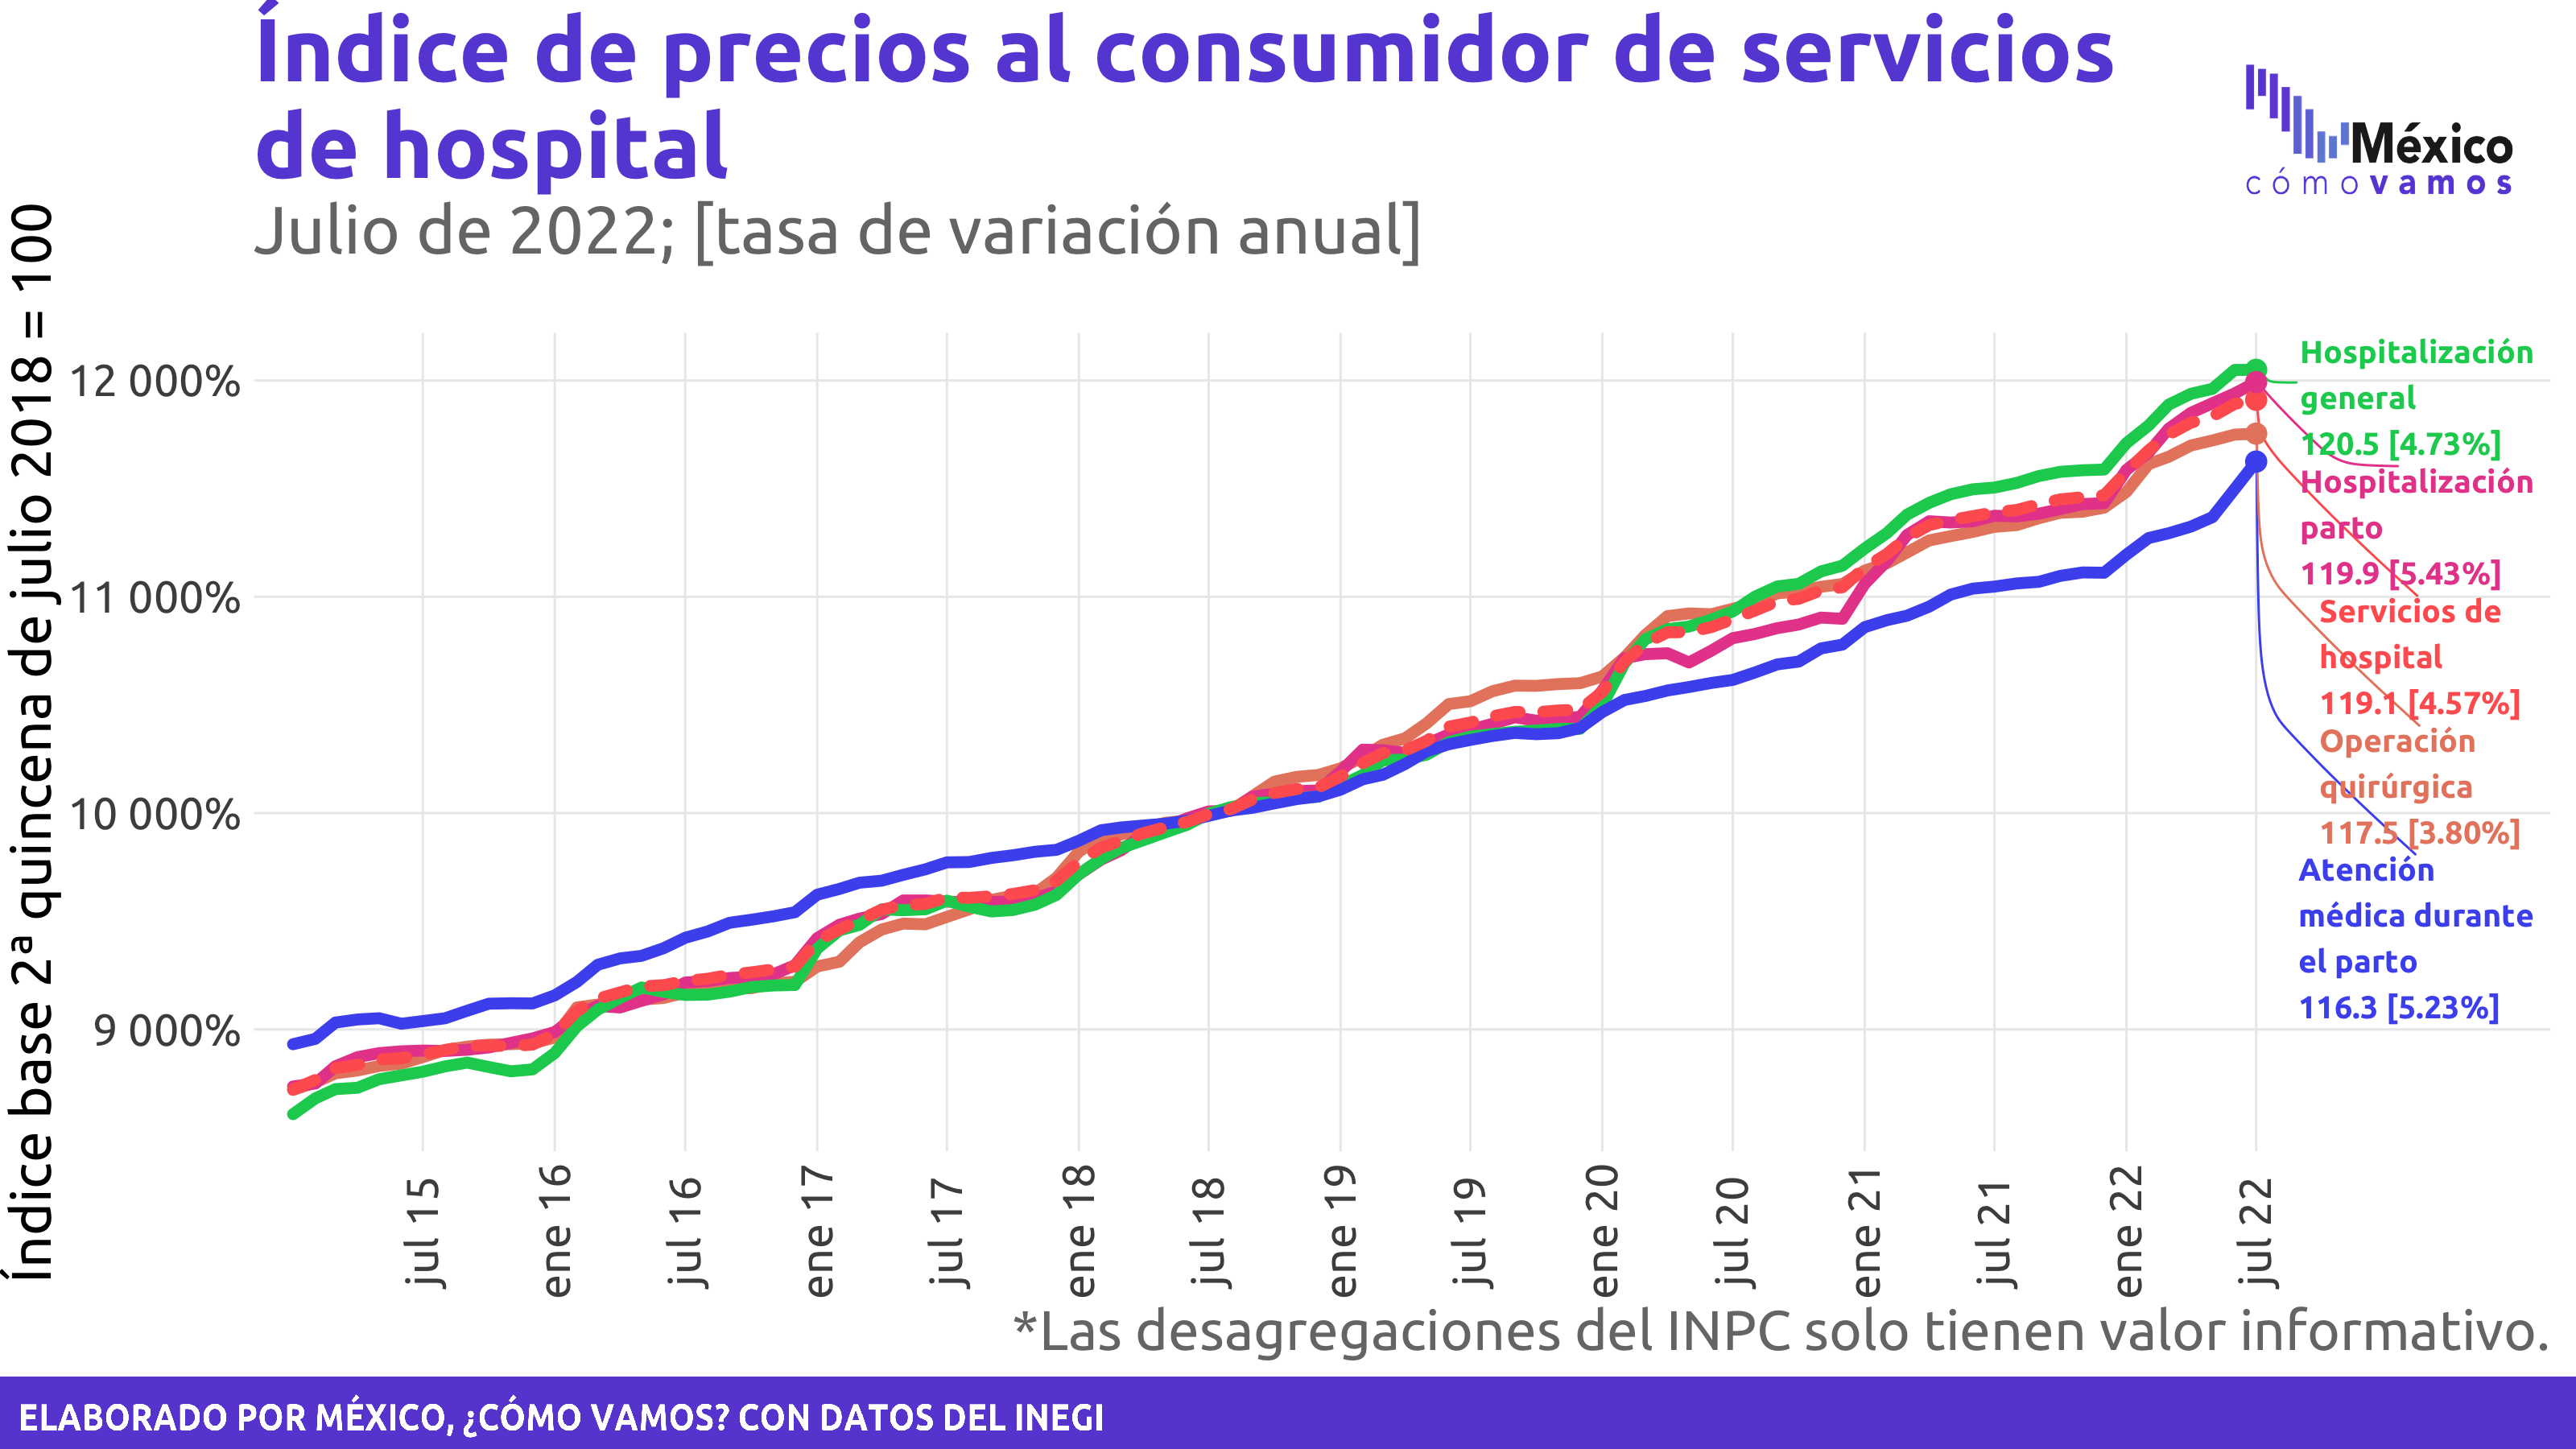 Índice de precios al consumidor de servicios
de hospital
Julio de 2022; [tasa de variación anual]
México
cómo vamos
Índice base 2ª quincena de julio 2018 = 100
12 000%
11 000%
10 000%
9 000%
Hospitalización
general
120.5 [4.73%]
Hospitalización
parto
119.9 [5.43%]
Servicios de
hospital
119.1 [4.57%]
Operación
quirúrgica
117.5 [3.80%]
Atención
médica durante
el parto
116.3 [5.23%]
jul 15
ene 16
jul 16
ene 17
jul 17
ene 18
jul 18
ene 19
jul 19
ene 20
jul 20
ene 21
jul 21
ene 22
jul 22
*Las desagregaciones del INPC solo tienen valor informativo.
ELABORADO POR MÉXICO, ¿CÓMO VAMOS? CON DATOS DEL INEGI